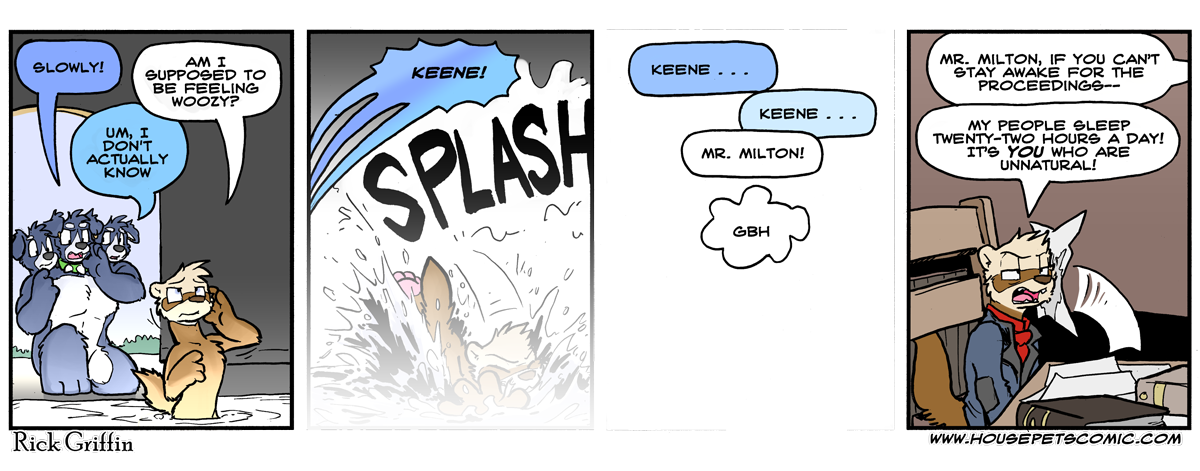 SLOWLY!
AM I
SUPPOSED TO
BE FEELING
WOOZY?
UM, I
DON'T
ACTUALLY
KNOW
KEENE!
SPLASH
KEENE . . .
KEENE . . .
MR. MILTON!
GBH
MR. MILTON, IF YOU CAN'T
STAY AWAKE FOR THE
PROCEEDINGS--
MY PEOPLE SLEEP
TWENTY-TWO HOURS A DAY!
IT'S YOU WHO ARE
UNNATURAL!
Rick Griffin
WWW.HOUSEPETSCOMIC.COM